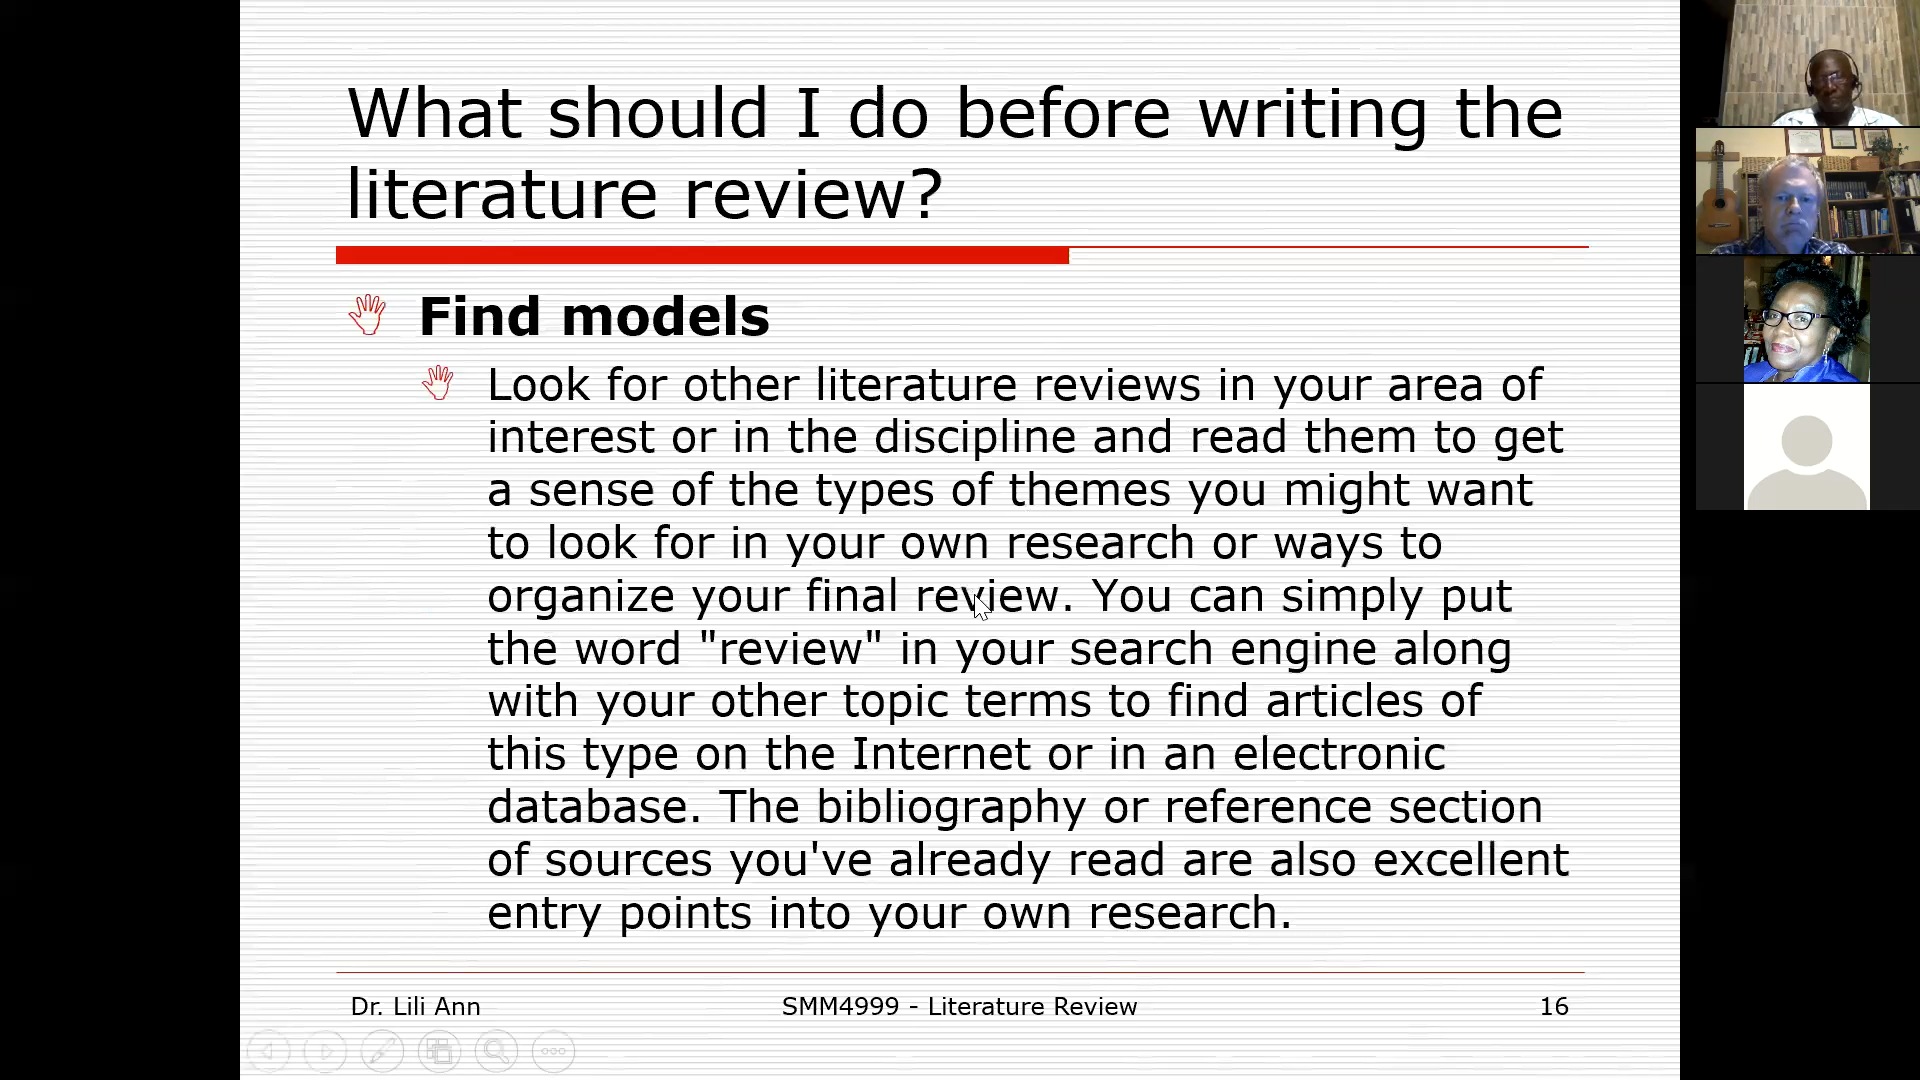 What should I do before writing the
literature review?
Find models
Look for other literature reviews in your area of
interest or in the discipline and read them to get
a sense of the types of themes you might want
to look for in your own research or ways to
organize your final review. You can simply put
the word "review" in your search engine along
with your other topic terms to find articles of
this type on the Internet or in an electronic
database. The bibliography or reference section
of sources you've already read are also excellent
entry points into your own research.
Dr. Lili Ann
SMM4999 - Literature Review
16